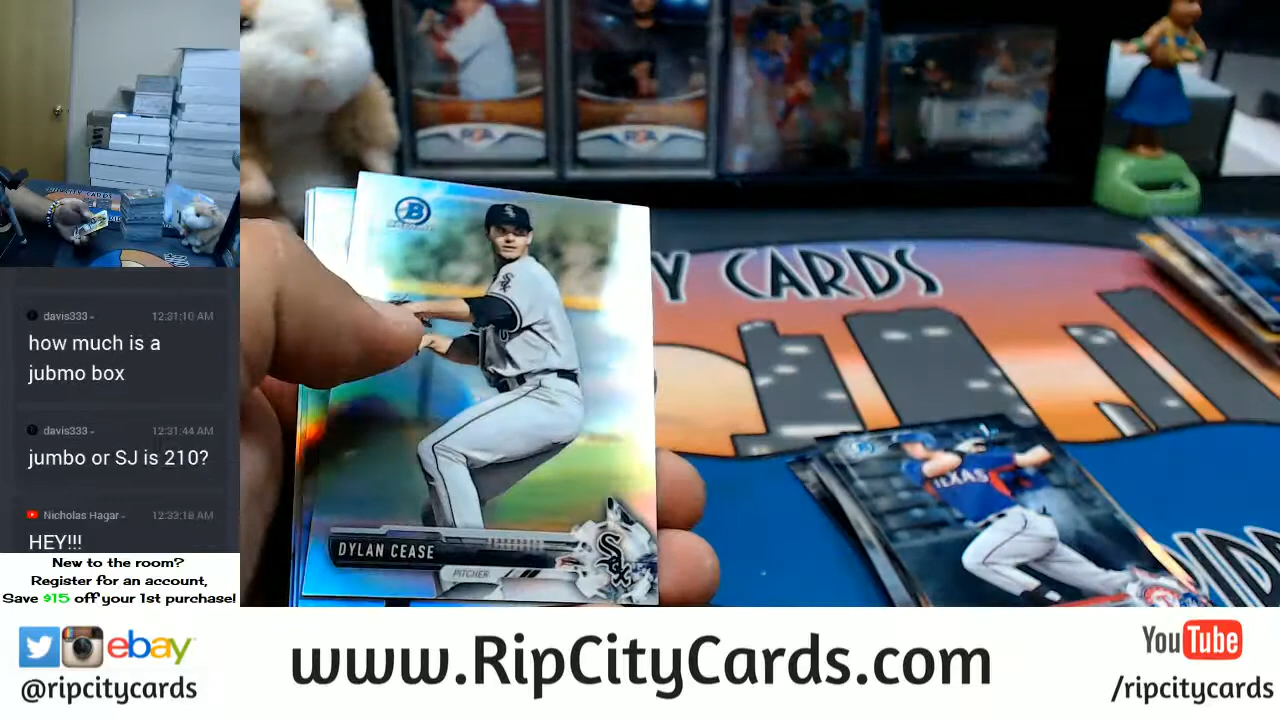 davis333 - 12:31:10 AM
how much is a
jubmo box
davis333 - 12:31:44 AM
jumbo or SJ is 210?
Nicholas Hagar - 12:33:18 AM
HEY!!!
New to the room?
Register for an account,
Save $15 off your 1st purchase!
Y CARDS
TEXAS
B
DYLAN CEASE
PITCHER
Sox
ebay
@ripcitycards
www.RipCityCards.com
YouTube
/ripcitycards